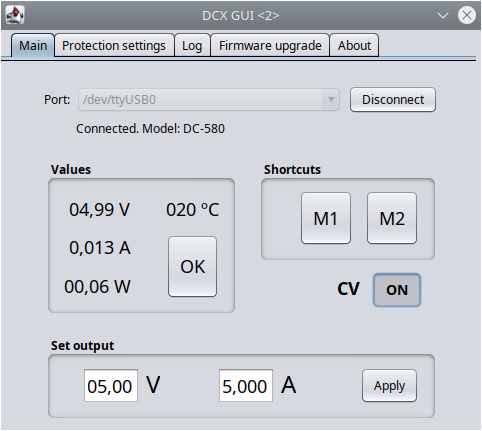 DCX GUI <2>
Main Protection settings Log Firmware upgrade About
Port: /dev/ttyUSB0 Disconnect
Connected. Model: DC-580
Values
04,99 V 020 ºC
0,013 A
00,06 W
OK
Shortcuts
M1 M2
CV ON
Set output
05,00 V 5,000 A Apply